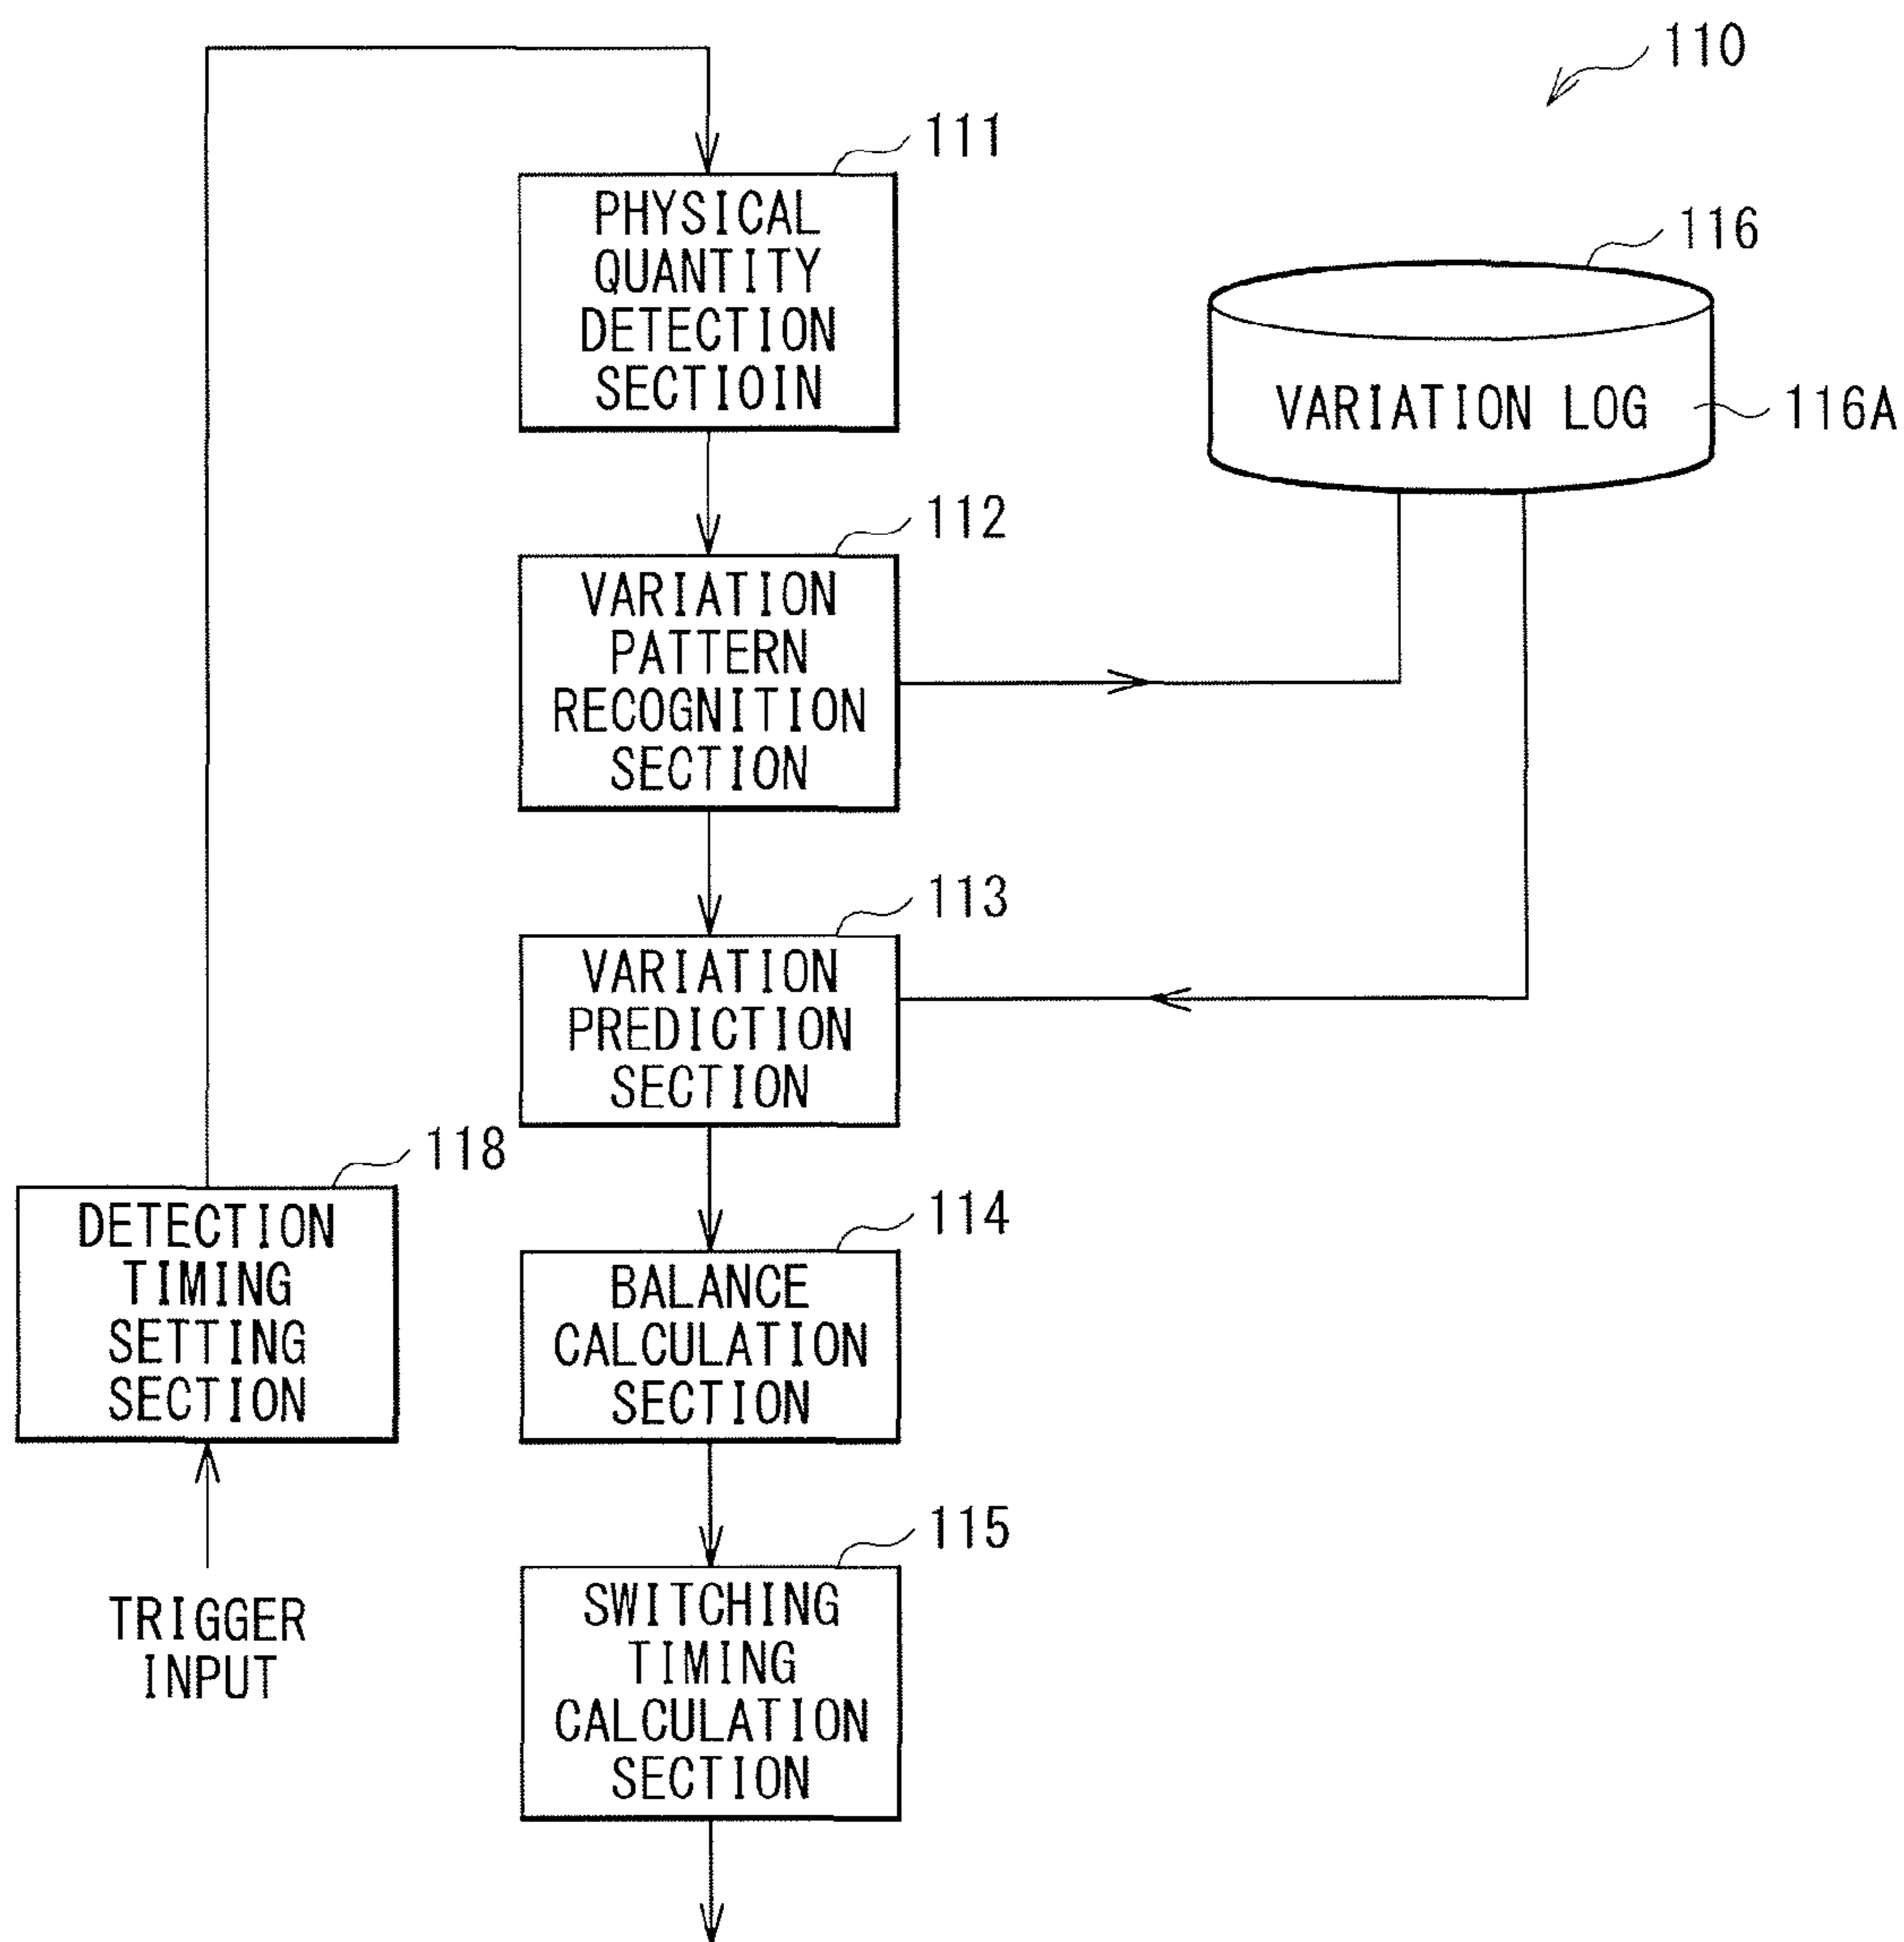 110
111
PHYSICAL
QUANTITY
DETECTION
SECTIOIN
116
VARIATION LOG
116A
112
VARIATION
PATTERN
RECOGNITION
SECTION
113
VARIATION
PREDICTION
SECTION
118
DETECTION
TIMING
SETTING
SECTION
114
BALANCE
CALCULATION
SECTION
TRIGGER
INPUT
115
SWITCHING
TIMING
CALCULATION
SECTION